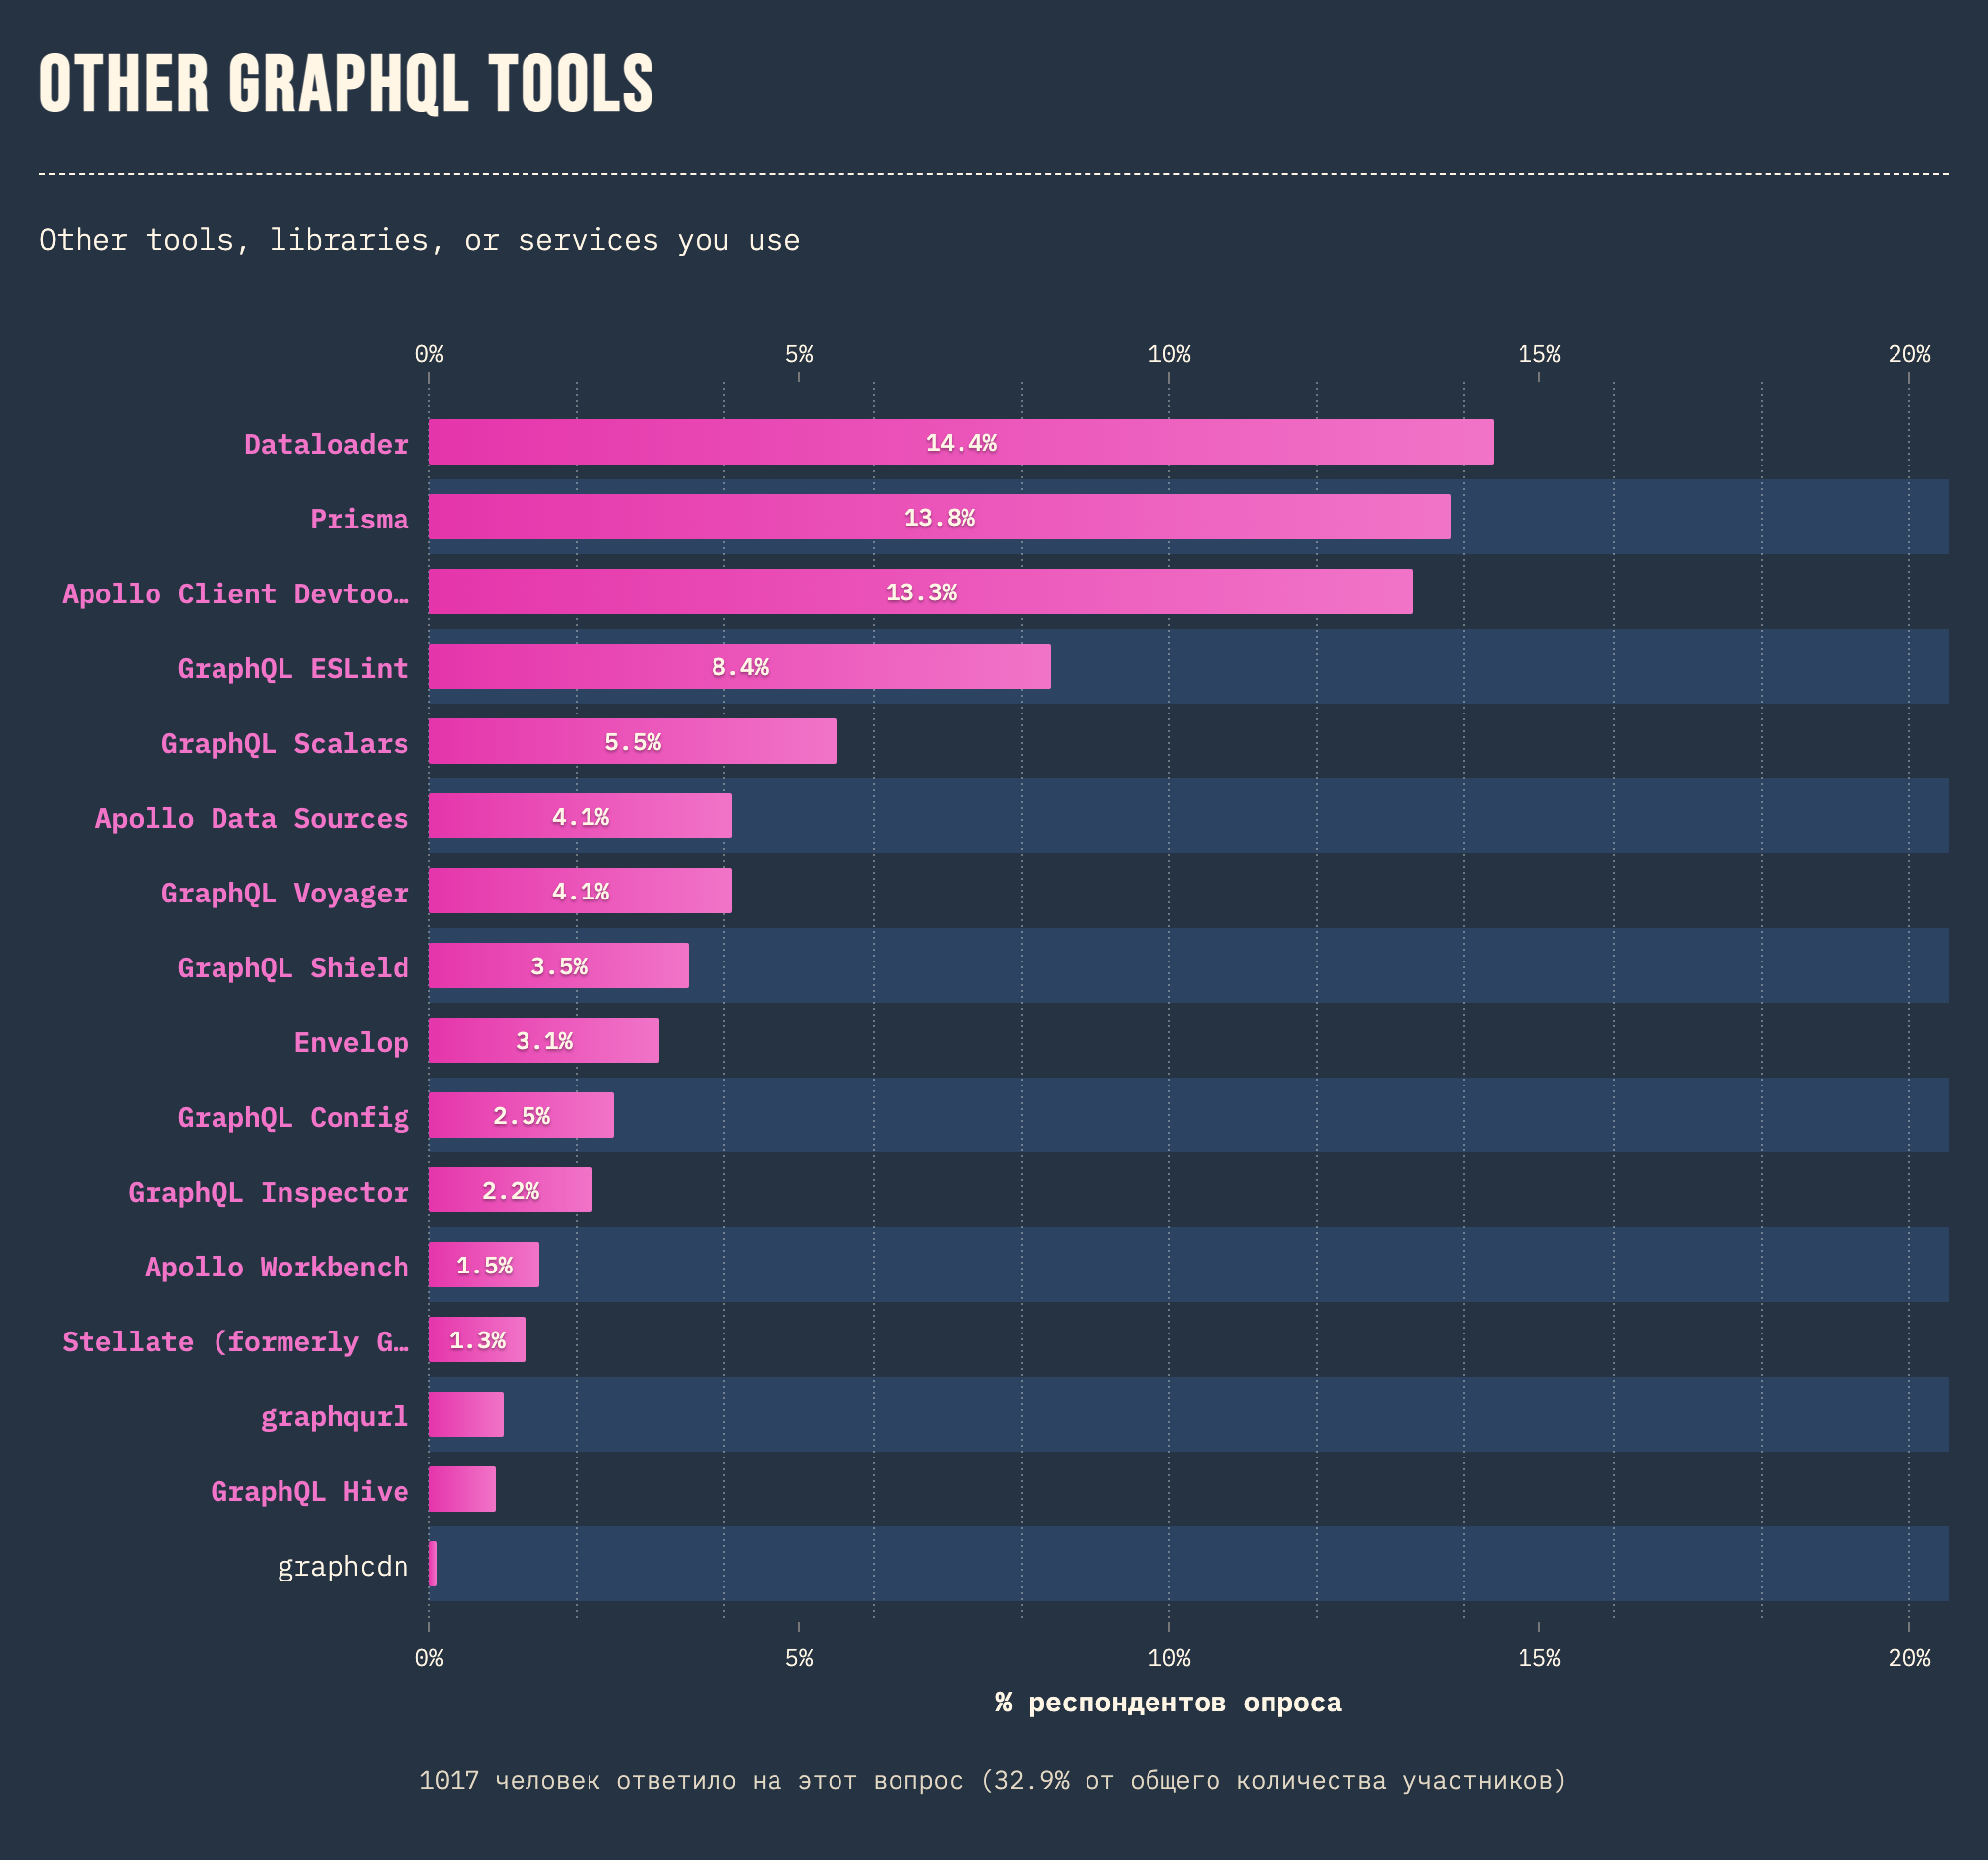 OTHER GRAPHQL TOOLS
Other tools, libraries, or services you use
0% 5% 10% 15% 20%
Dataloader 14.4%
Prisma 13.8%
Apollo Client Devtoo… 13.3%
GraphQL ESLint 8.4%
GraphQL Scalars 5.5%
Apollo Data Sources 4.1%
GraphQL Voyager 4.1%
GraphQL Shield 3.5%
Envelop 3.1%
GraphQL Config 2.5%
GraphQL Inspector 2.2%
Apollo Workbench 1.5%
Stellate (formerly G… 1.3%
graphqurl
GraphQL Hive
graphcdn
0% 5% 10% 15% 20%
% респондентов опроса
1017 человек ответило на этот вопрос (32.9% от общего количества участников)